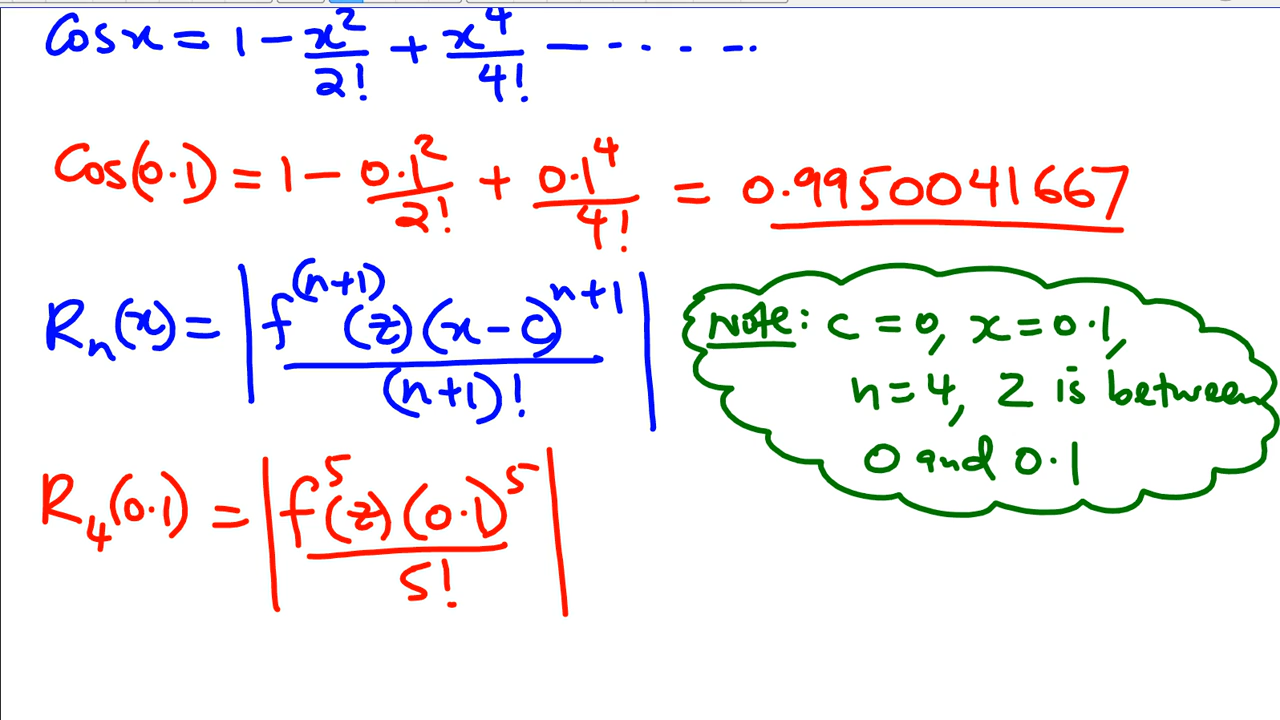 Cos x = 1 - x²/2! + x⁴/4! - ......
Cos(0.1) = 1 - 0.1²/2! + 0.1⁴/4! = 0.9950041667
Rₙ(x) = | f⁽ⁿ⁺¹⁾(z)(x-c)ⁿ⁺¹ / (n+1)! |
Note: c = 0, x = 0.1,
n = 4, Z is between
0 and 0.1
R₄(0.1) = | f⁵(z)(0.1)⁵ / 5! |